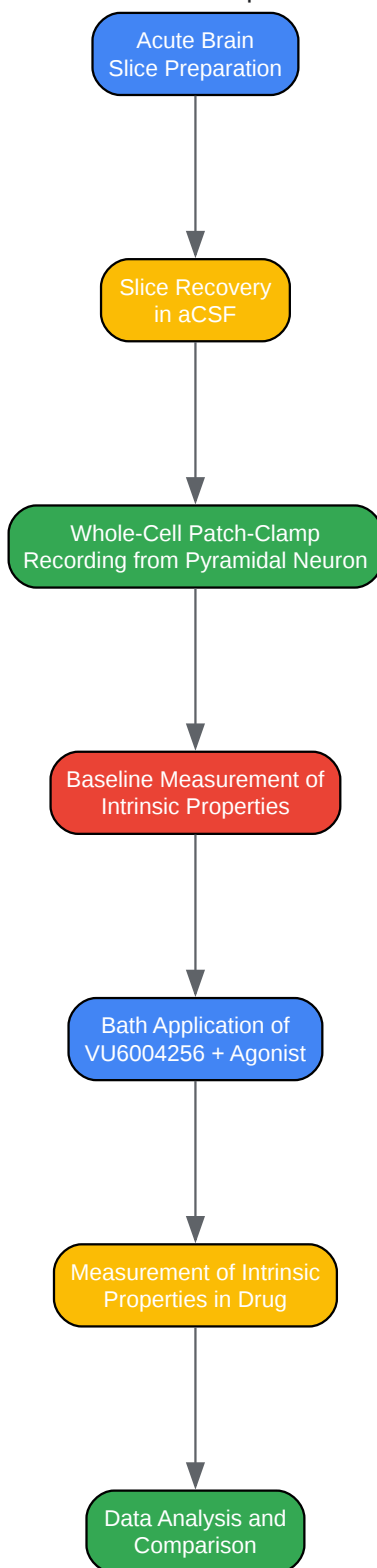 Acute Brain
Slice Preparation
Slice Recovery
in aCSF
Whole-Cell Patch-Clamp
Recording from Pyramidal Neuron
Baseline Measurement of
Intrinsic Properties
Bath Application of
VU6004256 + Agonist
Measurement of Intrinsic
Properties in Drug
Data Analysis and
Comparison